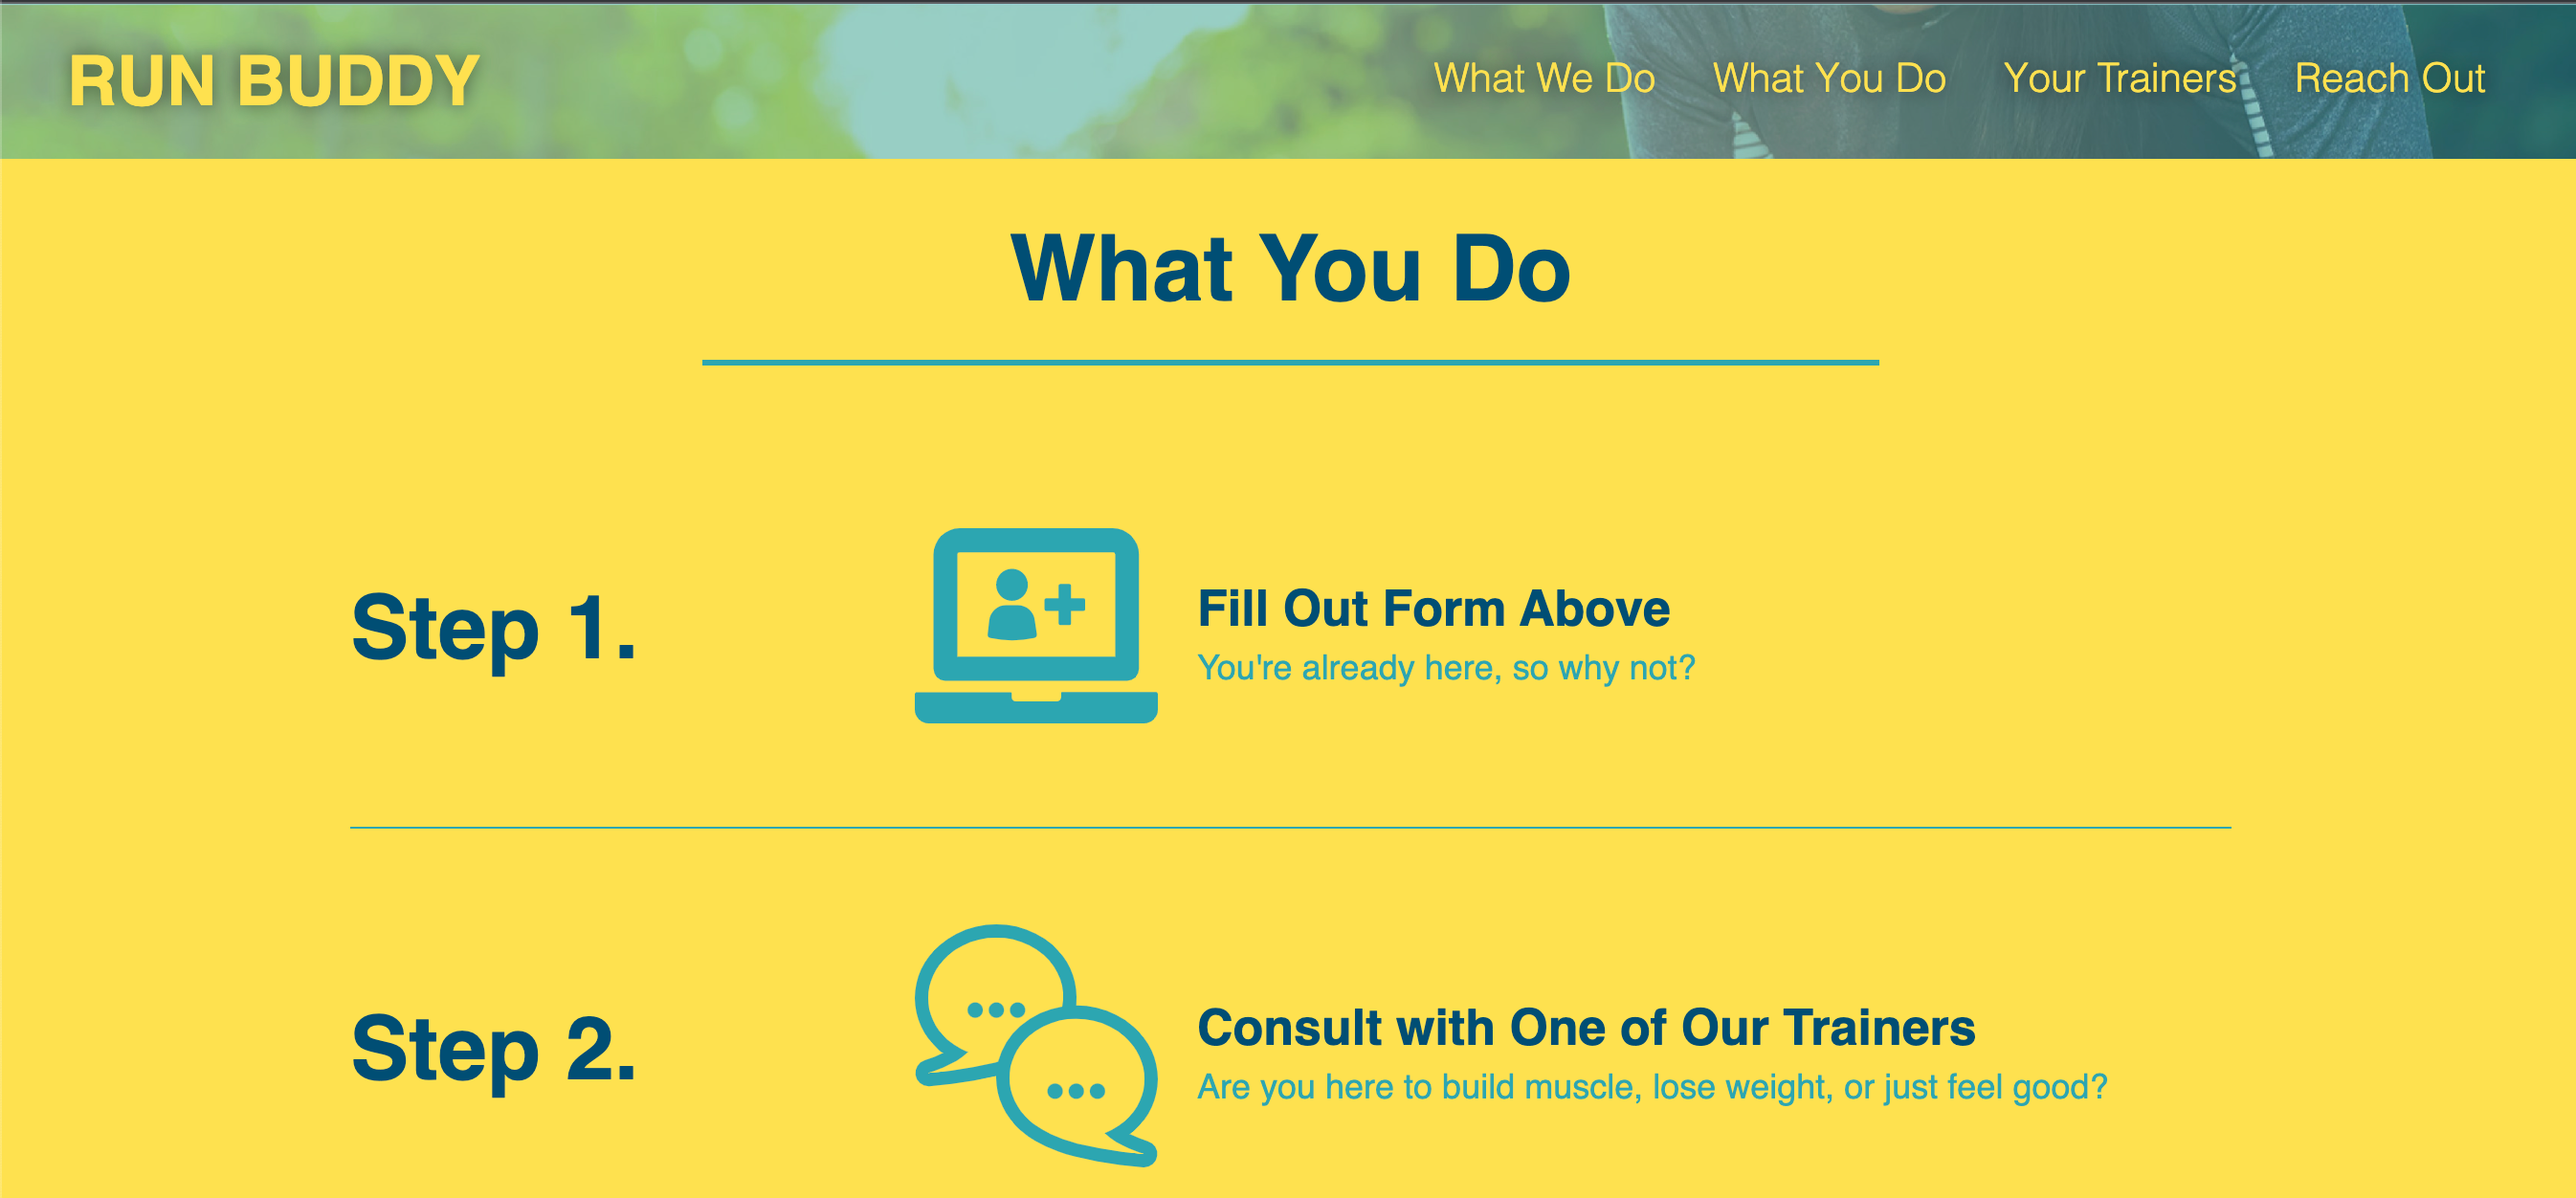 RUN BUDDY
What We Do What You Do Your Trainers Reach Out
What You Do
Step 1.
Fill Out Form Above
You're already here, so why not?
Step 2.
Consult with One of Our Trainers
Are you here to build muscle, lose weight, or just feel good?